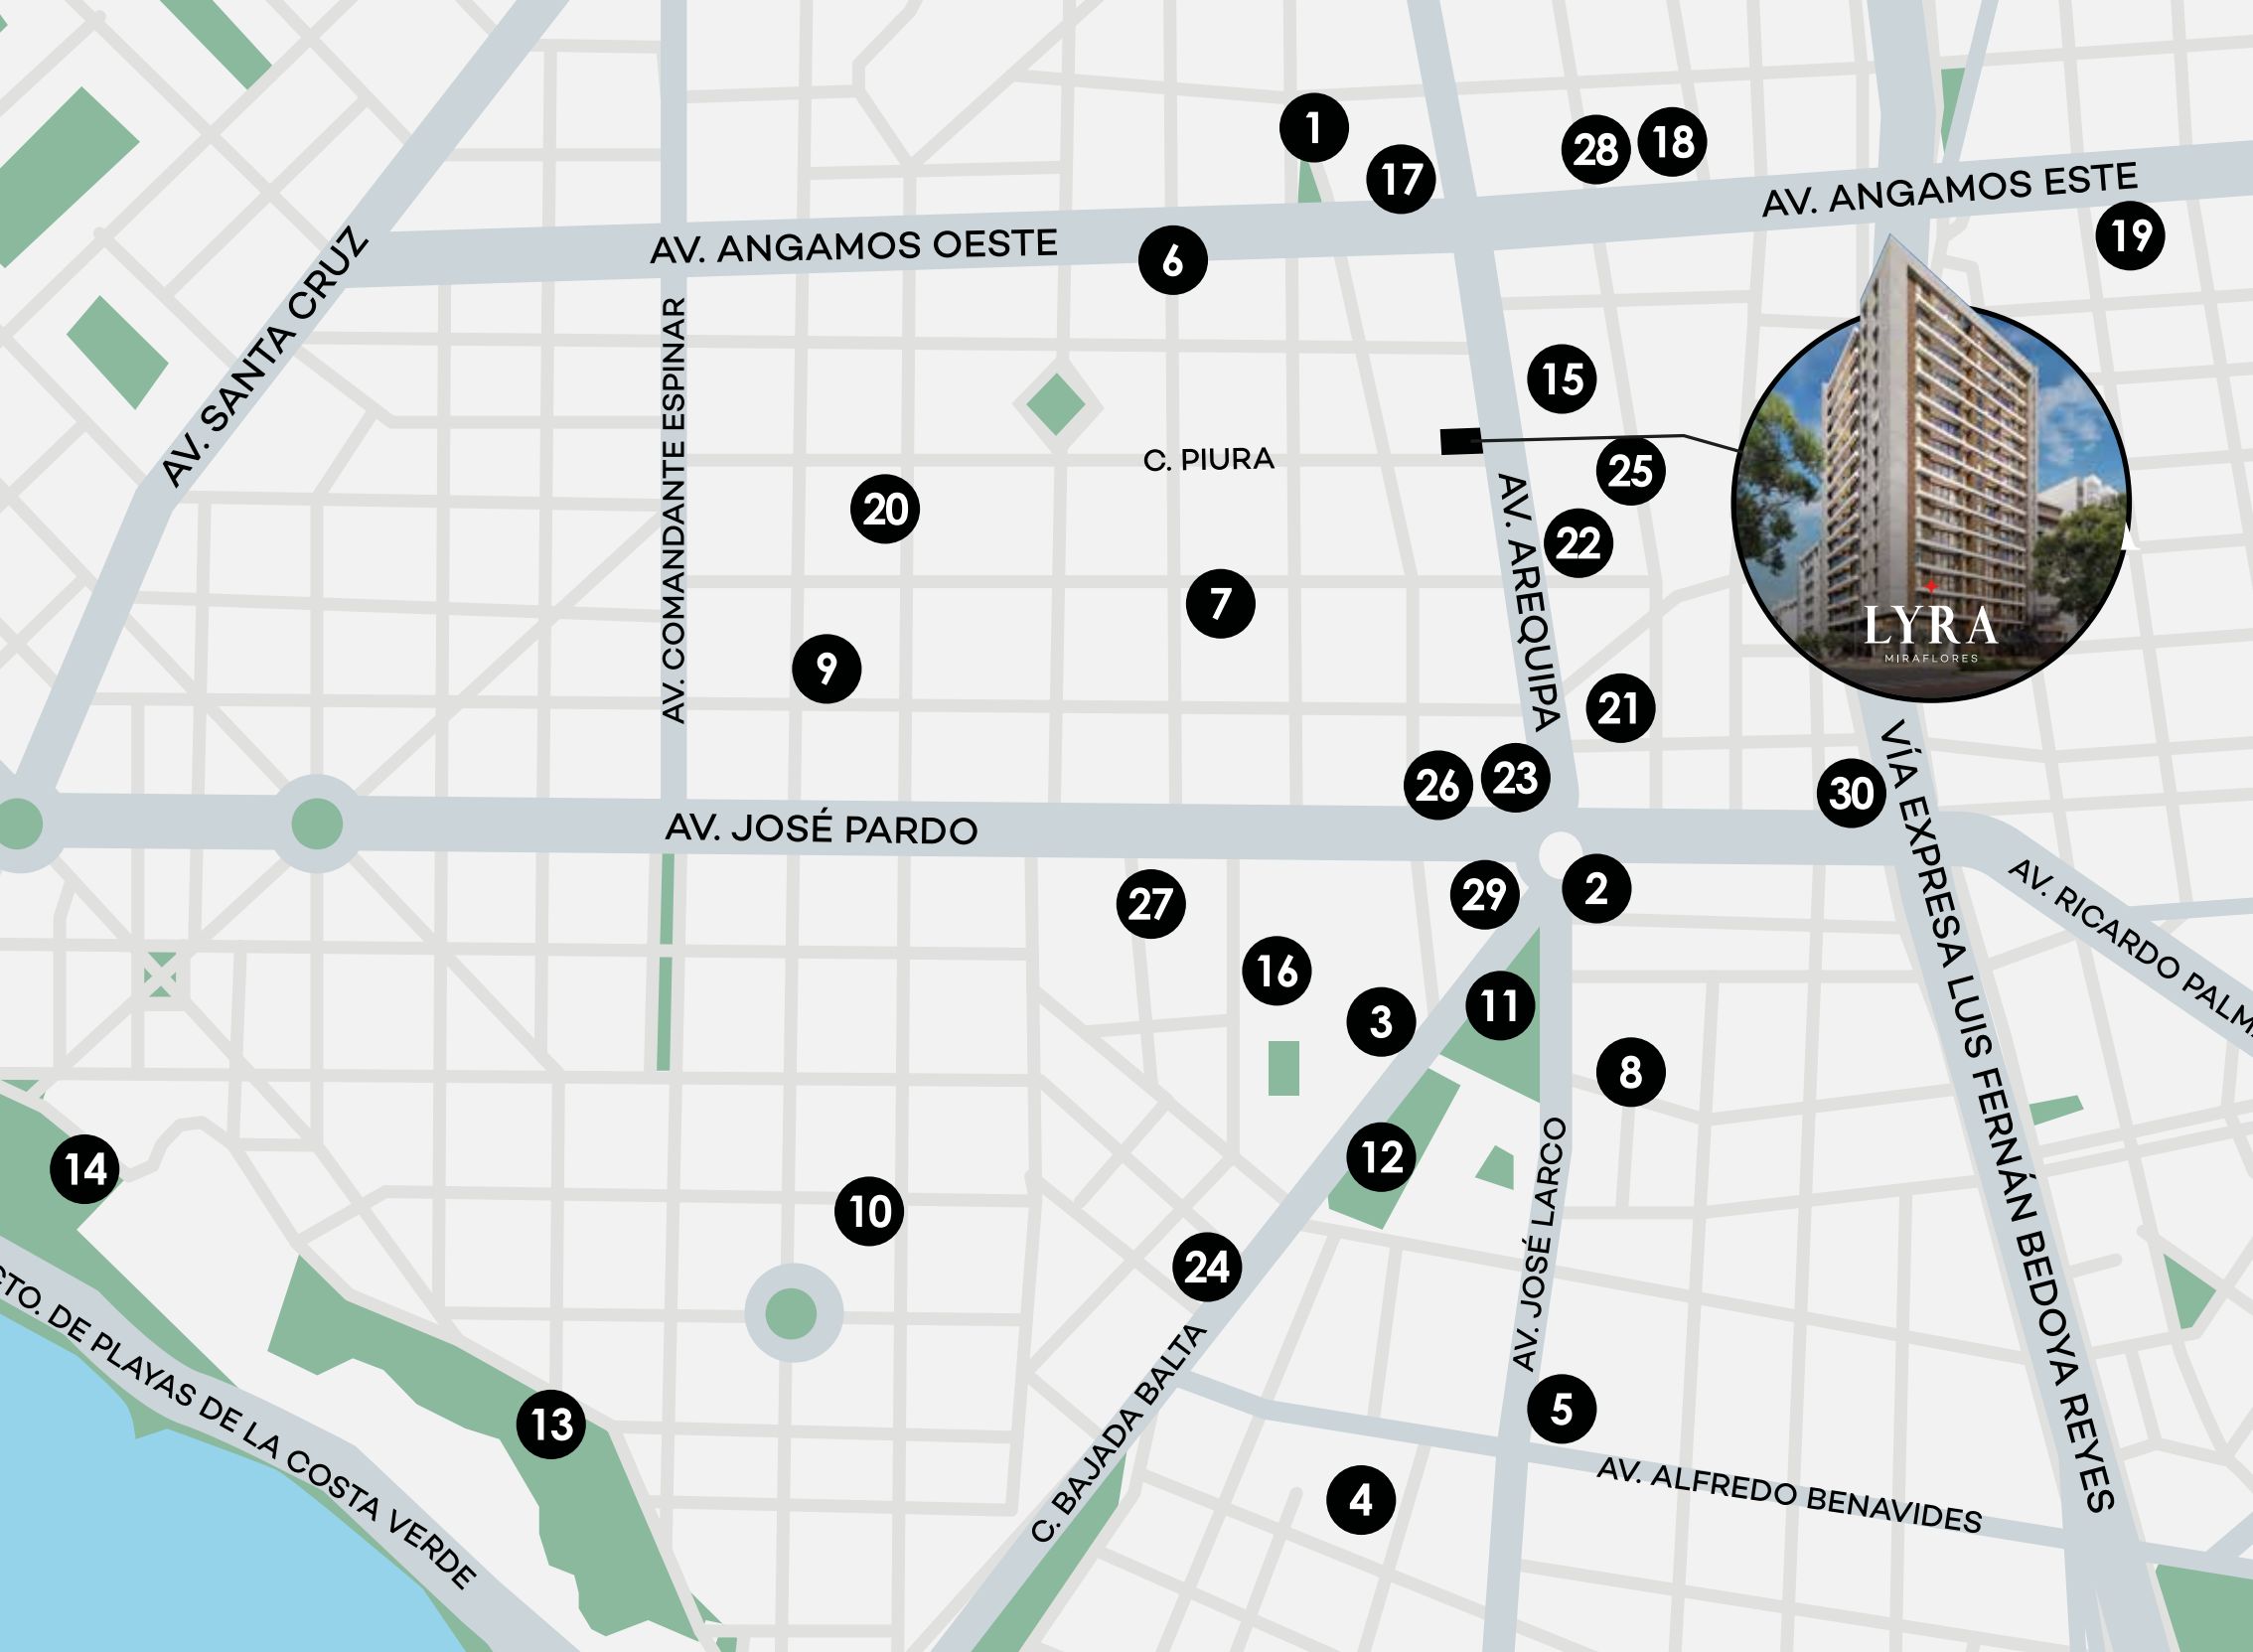 1
17
28
18
AV. ANGAMOS ESTE
19
AV. ANGAMOS OESTE
6
AV. SANTA CRUZ
AV. COMANDANTE ESPINAR
15
C. PIURA
25
20
22
AV. AREQUIPA
7
LYRA
MIRAFLORES
9
21
26
23
30
VÍA EXPRESA LUIS FERNÁN BEDOYA REYES
AV. JOSÉ PARDO
27
29
2
AV. RICARDO PALMA
16
3
11
8
14
12
10
24
AV. JOSÉ LARCO
CTO. DE PLAYAS DE LA COSTA VERDE
13
C. BAJADA BALTA
5
4
AV. ALFREDO BENAVIDES